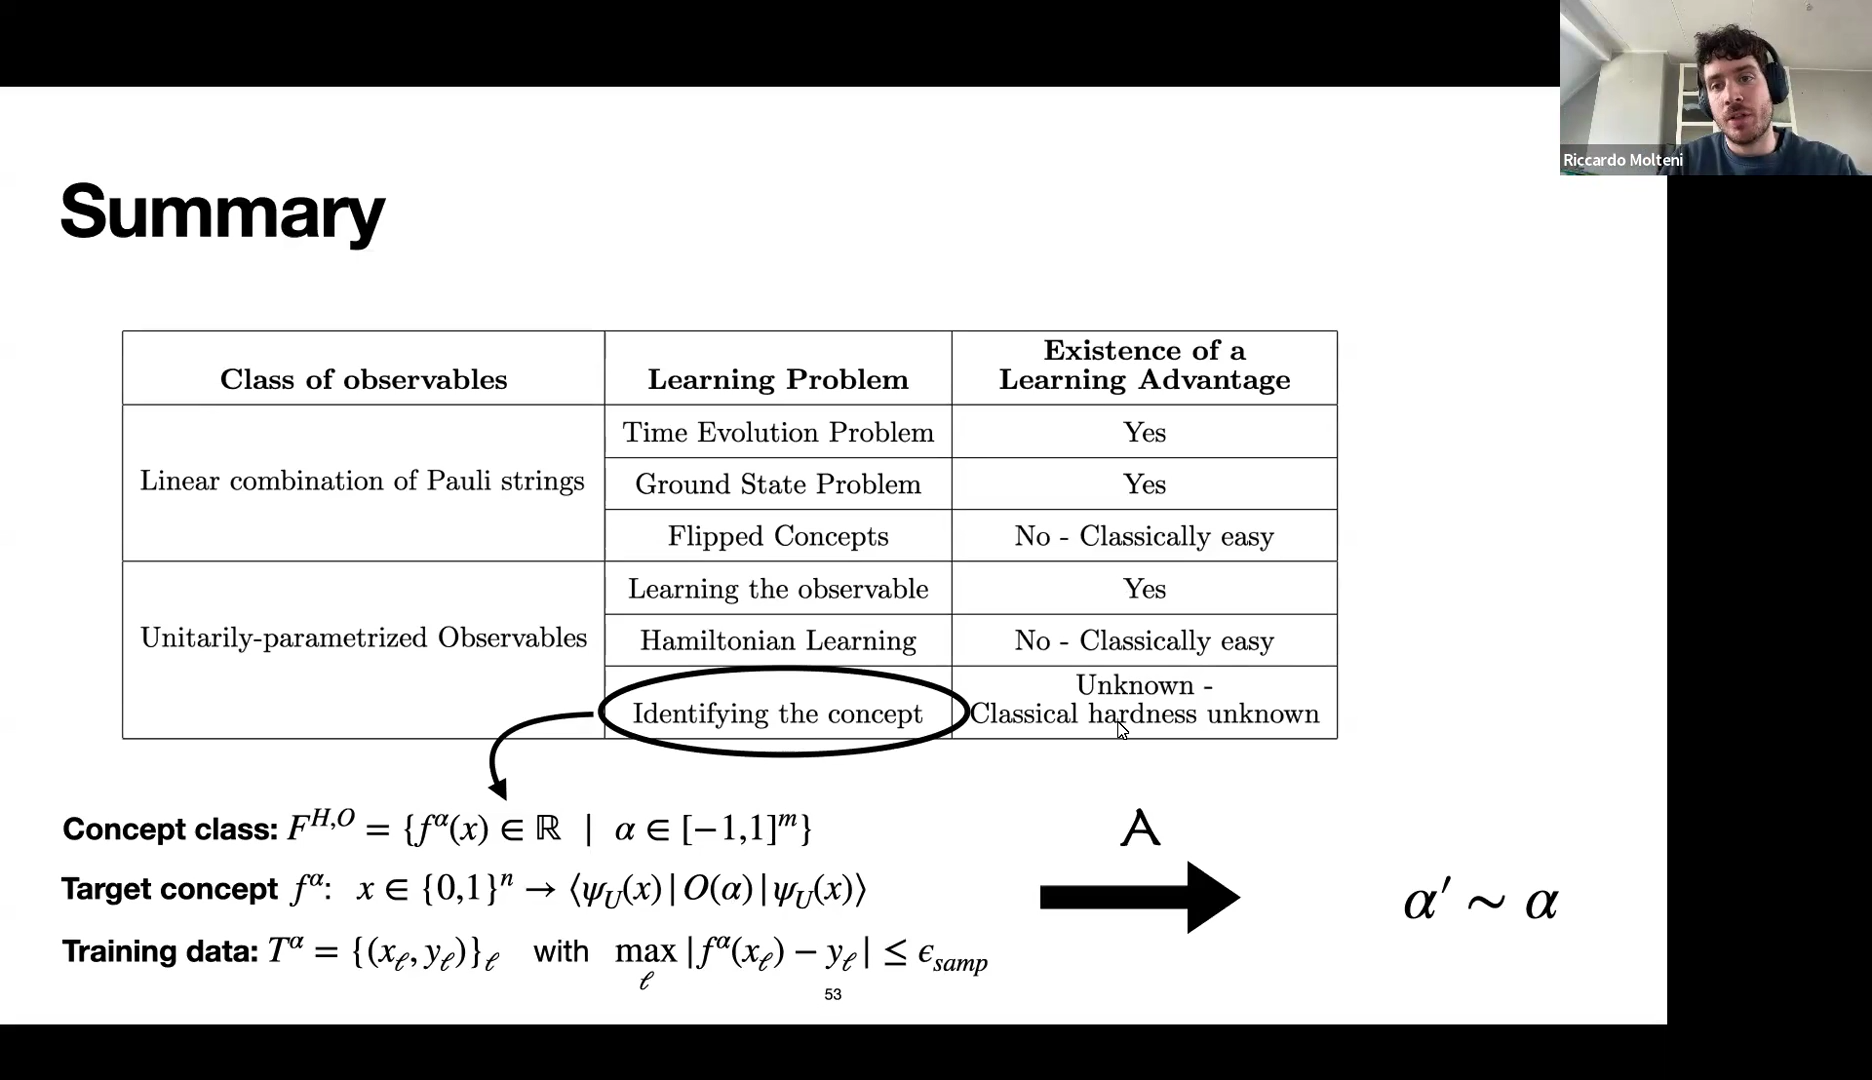 Riccardo Molteni
Summary
Class of observables
Learning Problem
Existence of a
Learning Advantage
Linear combination of Pauli strings
Time Evolution Problem
Yes
Ground State Problem
Yes
Flipped Concepts
No - Classically easy
Unitarily-parametrized Observables
Learning the observable
Yes
Hamiltonian Learning
No - Classically easy
Identifying the concept
Unknown -
Classical hardness unknown
Concept class: F^{H,O} = {f^α(x) ∈ ℝ | α ∈ [−1,1]^m}
Target concept f^α: x ∈ {0,1}^n → ⟨ψ_U(x)|O(α)|ψ_U(x)⟩
Training data: T^α = {(x_ℓ, y_ℓ)}_ℓ with max_ℓ |f^α(x_ℓ) − y_ℓ| ≤ ϵ_samp
A
α′ ∼ α
53